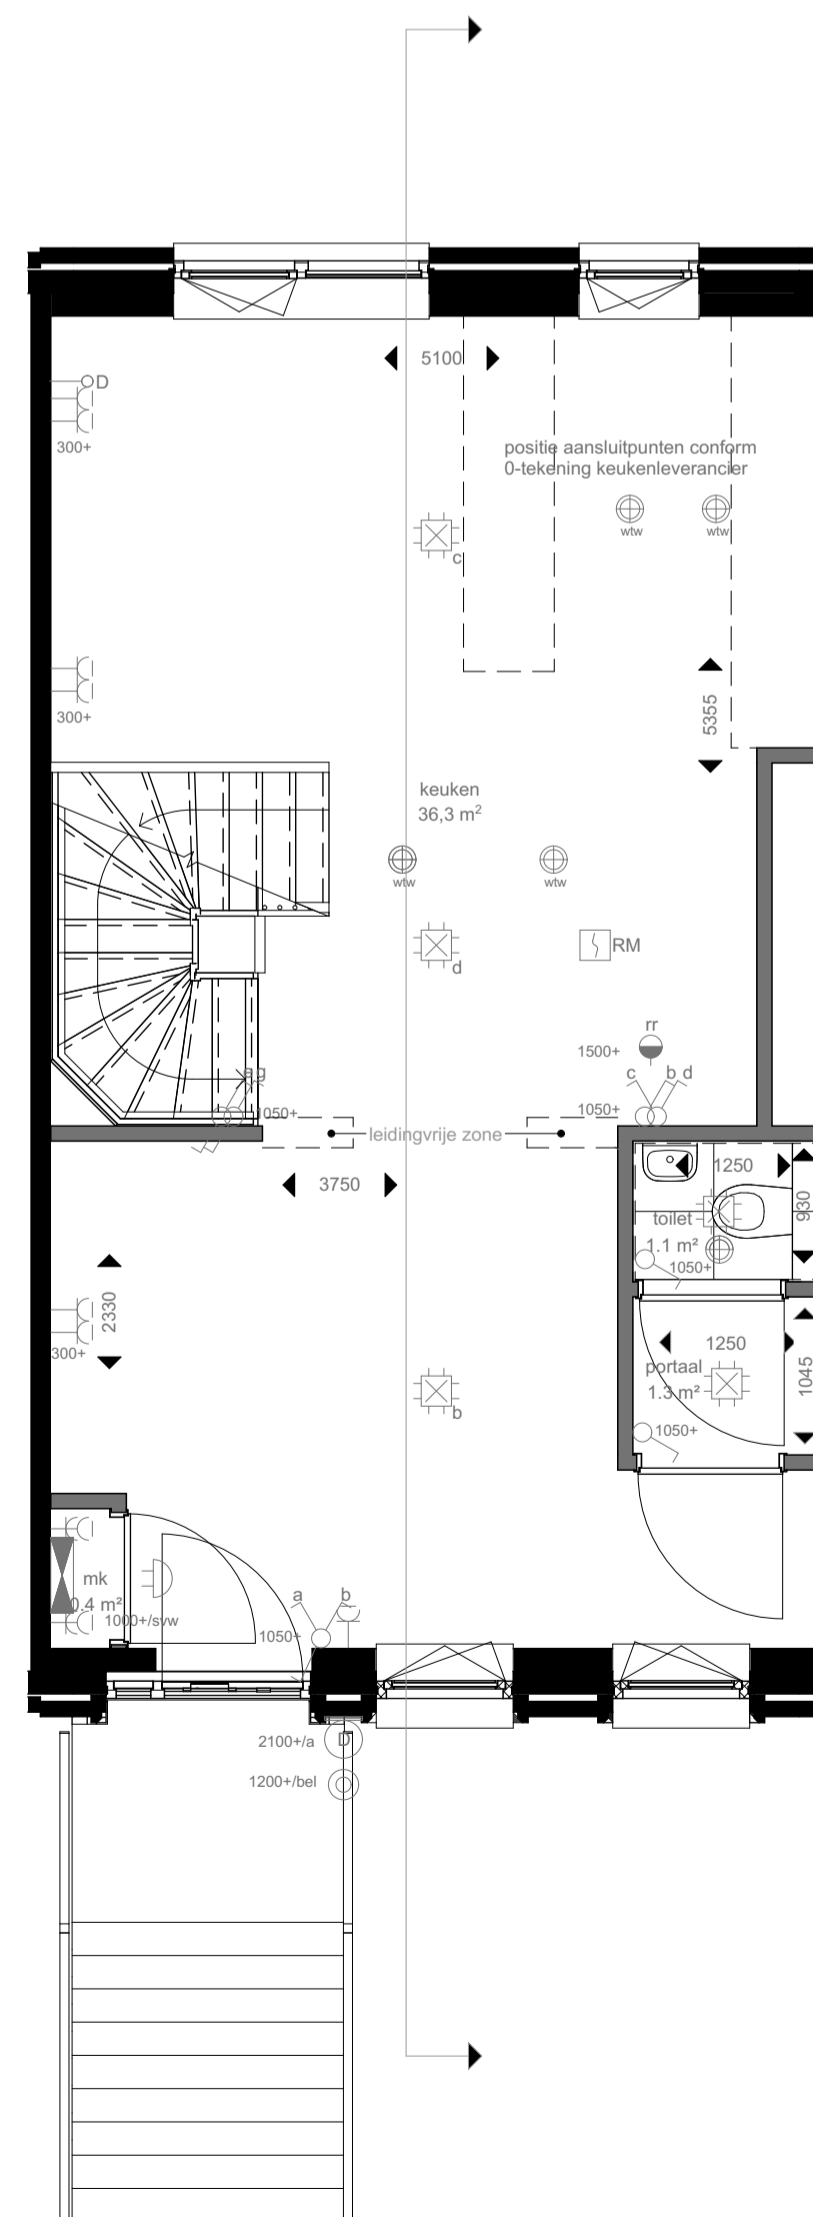 5100
D
300+
positie aansluitpunten conform
0-tekening keukenleverancier
wtw
wtw
c
300+
5355
keuken
36,3 m²
wtw
wtw
d
RM
rr
1500+
c b d
1050+
g
1050+
leidingvrije zone
3750
1250
930
toilet
1.1 m²
1050+
2330
300+
1250
1045
portaal
1.3 m²
1050+
b
mk
0.4 m²
1000+/svw
a b
1050+
2100+/a
D
1200+/bel